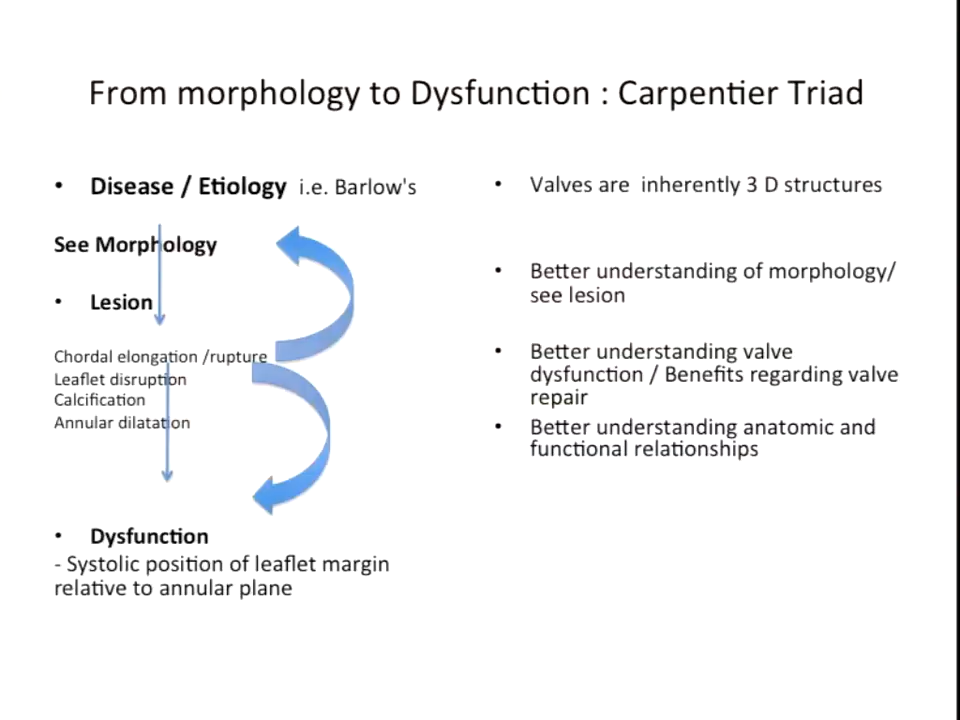 From morphology to Dysfunction : Carpentier Triad
• Disease / Etiology i.e. Barlow's
See Morphology
• Lesion
Chordal elongation /rupture
Leaflet disruption
Calcification
Annular dilatation
• Dysfunction
- Systolic position of leaflet margin
relative to annular plane
• Valves are inherently 3 D structures
• Better understanding of morphology/
see lesion
• Better understanding valve
dysfunction / Benefits regarding valve
repair
• Better understanding anatomic and
functional relationships